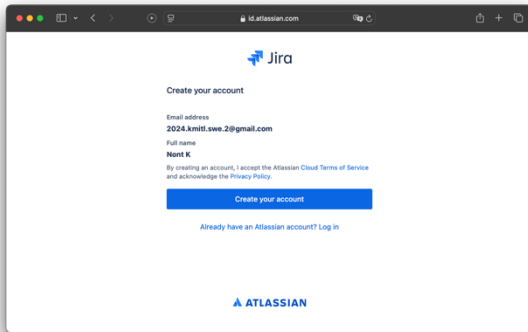 id.atlassian.com
Jira
Create your account
Email address
2024.kmitl.swe.2@gmail.com
Full name
Nont K
By creating an account, I accept the Atlassian Cloud Terms of Service
and acknowledge the Privacy Policy.
Create your account
Already have an Atlassian account? Log in
ATLASSIAN